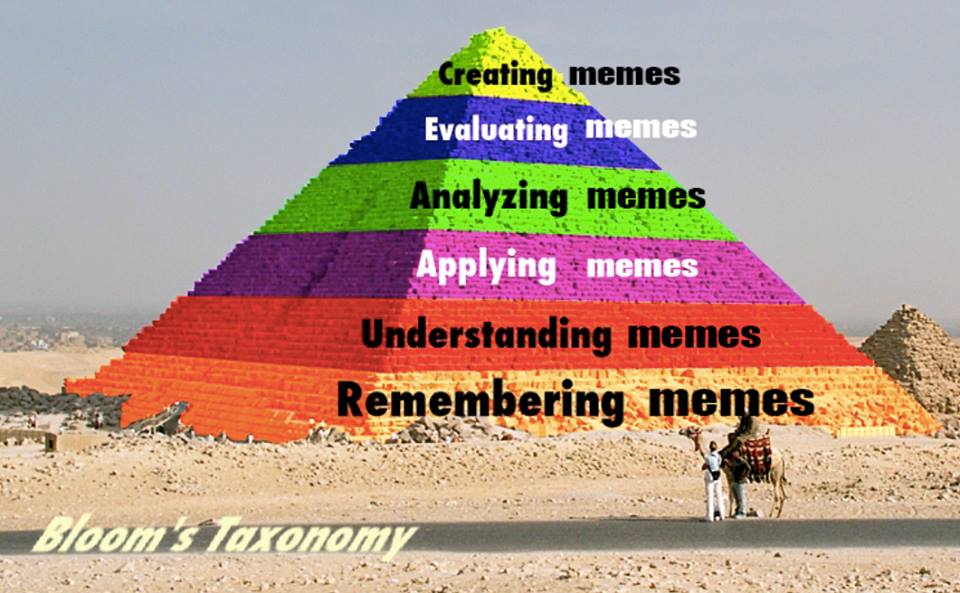 Creating memes
Evaluating memes
Analyzing memes
Applying memes
Understanding memes
Remembering memes
Bloom's Taxonomy